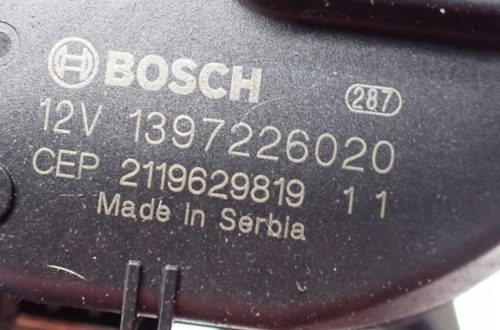 BOSCH 287
12V 1397226020
CEP 2119629819 1 1
Made in Serbia